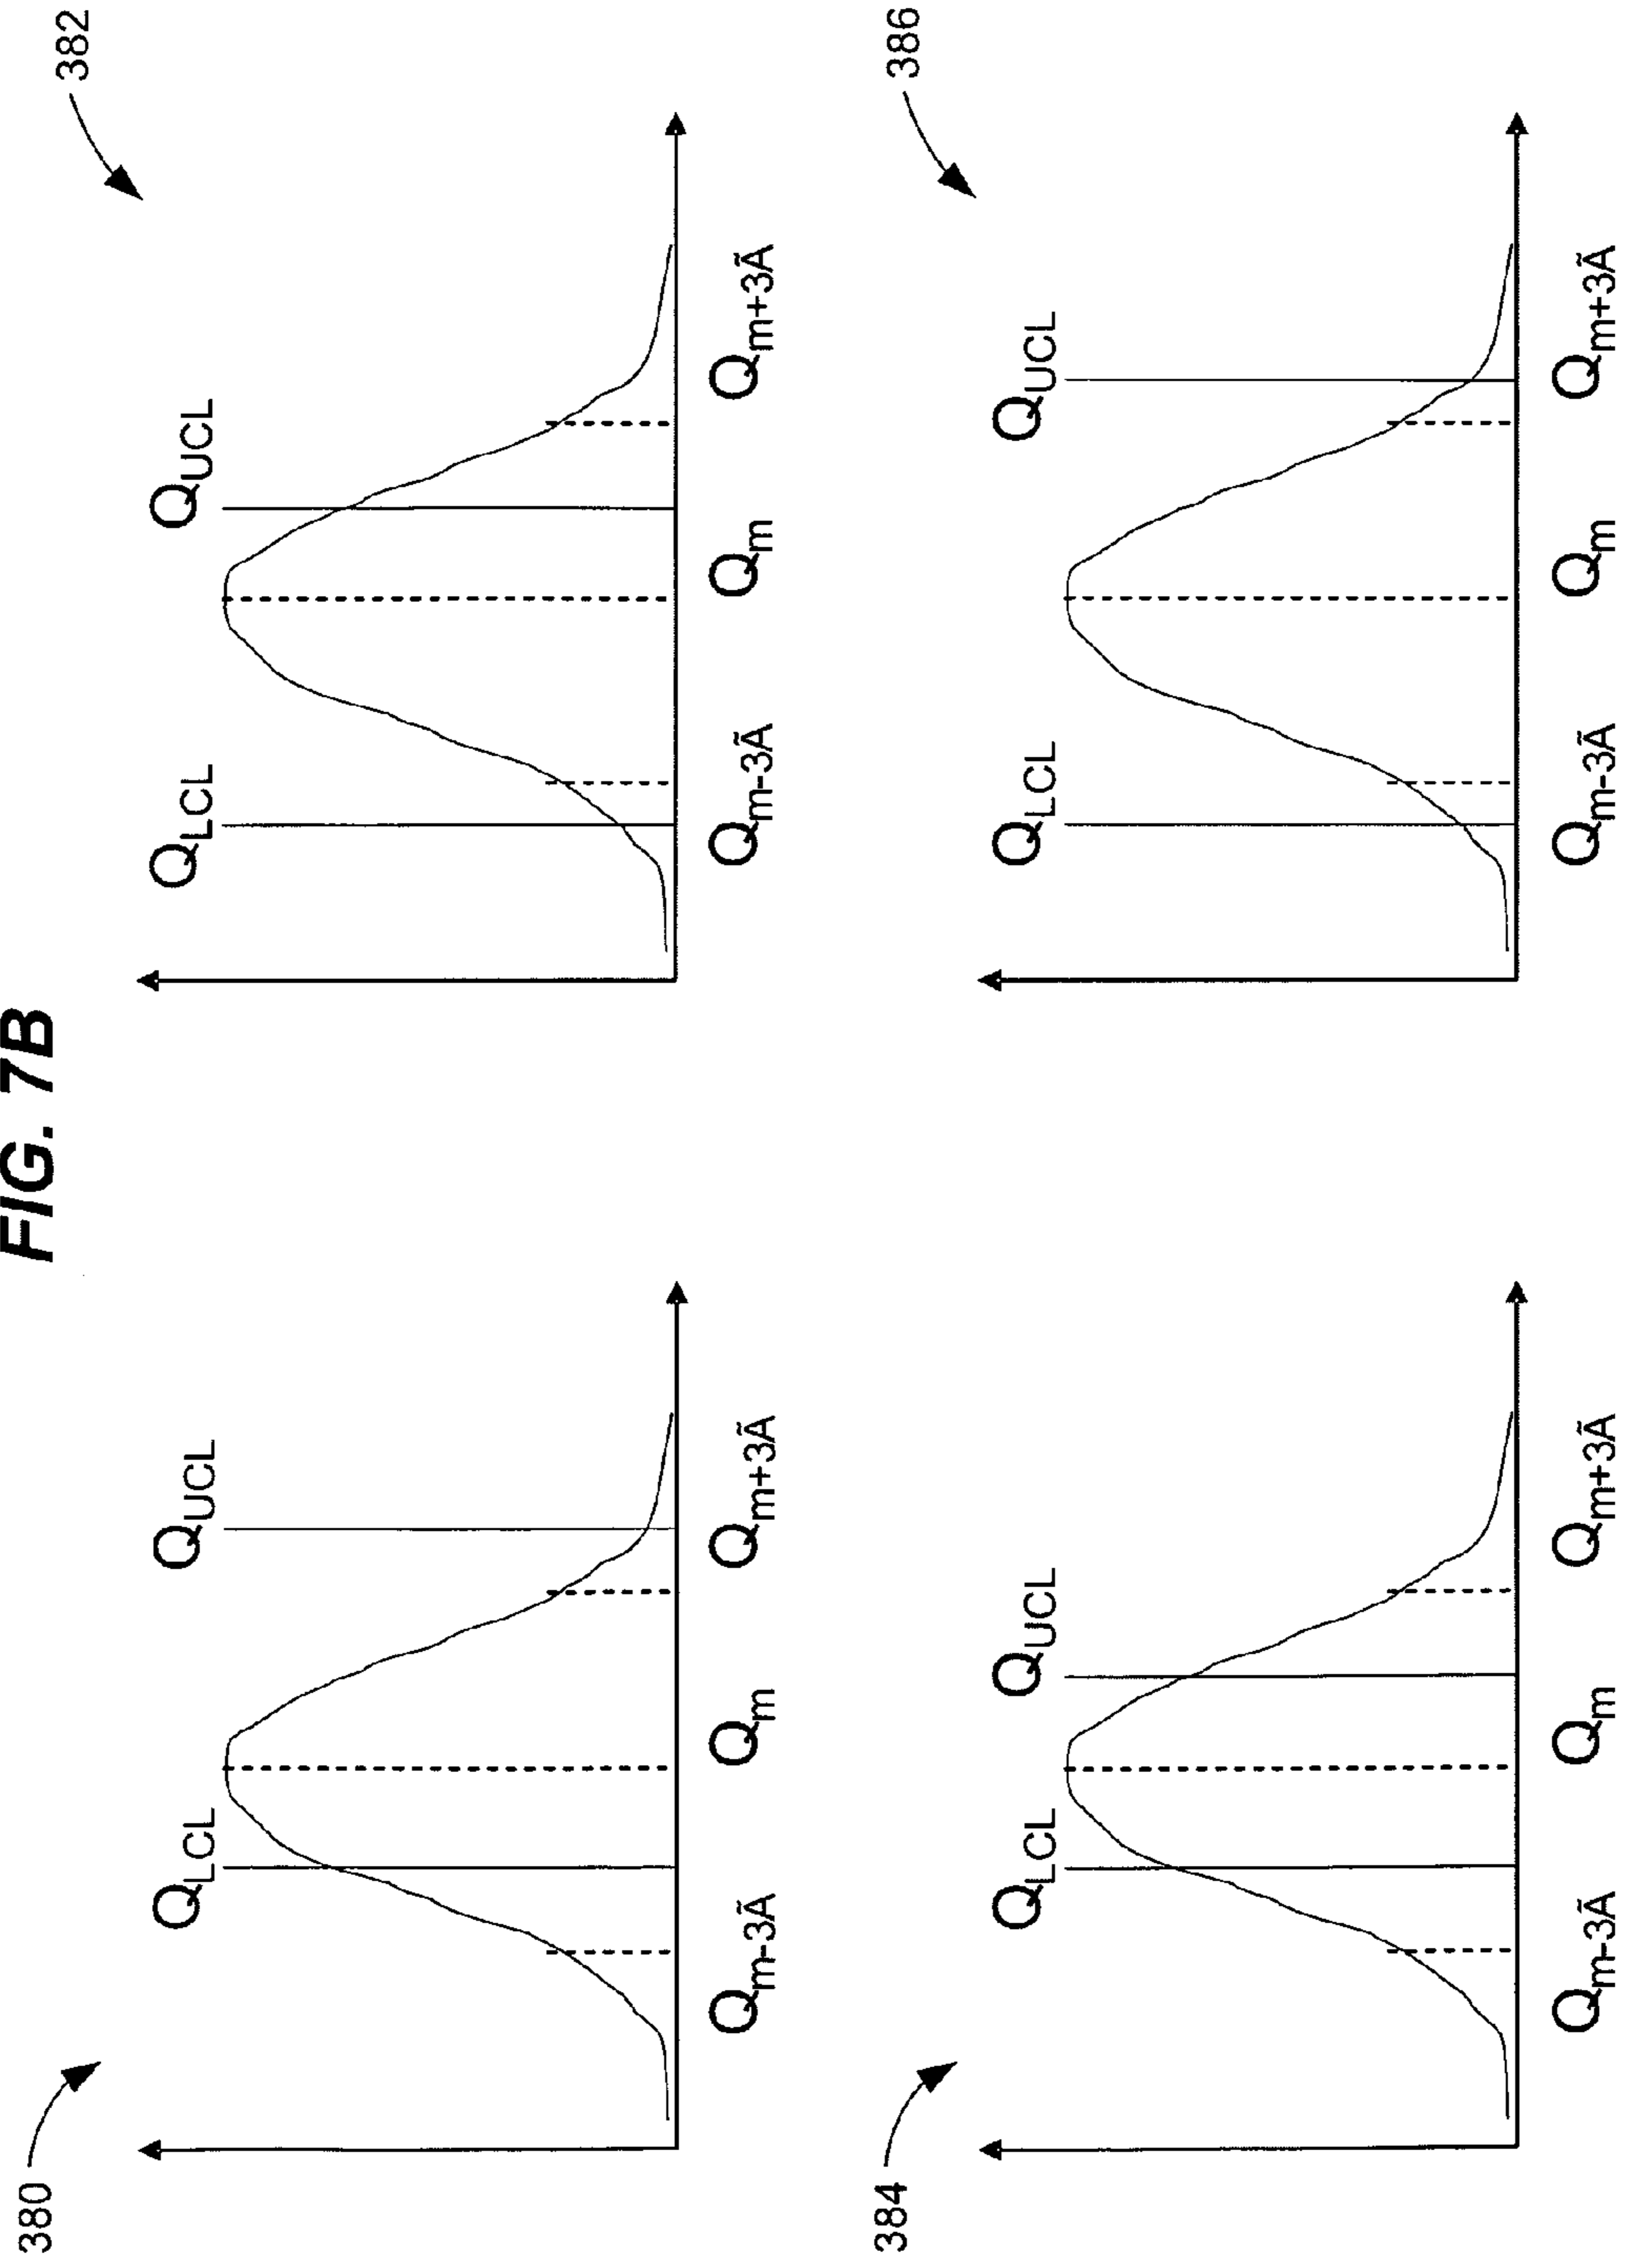 FIG. 7B
380
Q_LCL
Q_UCL
Q_m-3Ã
Q_m
Q_m+3Ã
382
Q_LCL
Q_UCL
Q_m-3Ã
Q_m
Q_m+3Ã
384
Q_LCL
Q_UCL
Q_m-3Ã
Q_m
Q_m+3Ã
386
Q_LCL
Q_UCL
Q_m-3Ã
Q_m
Q_m+3Ã